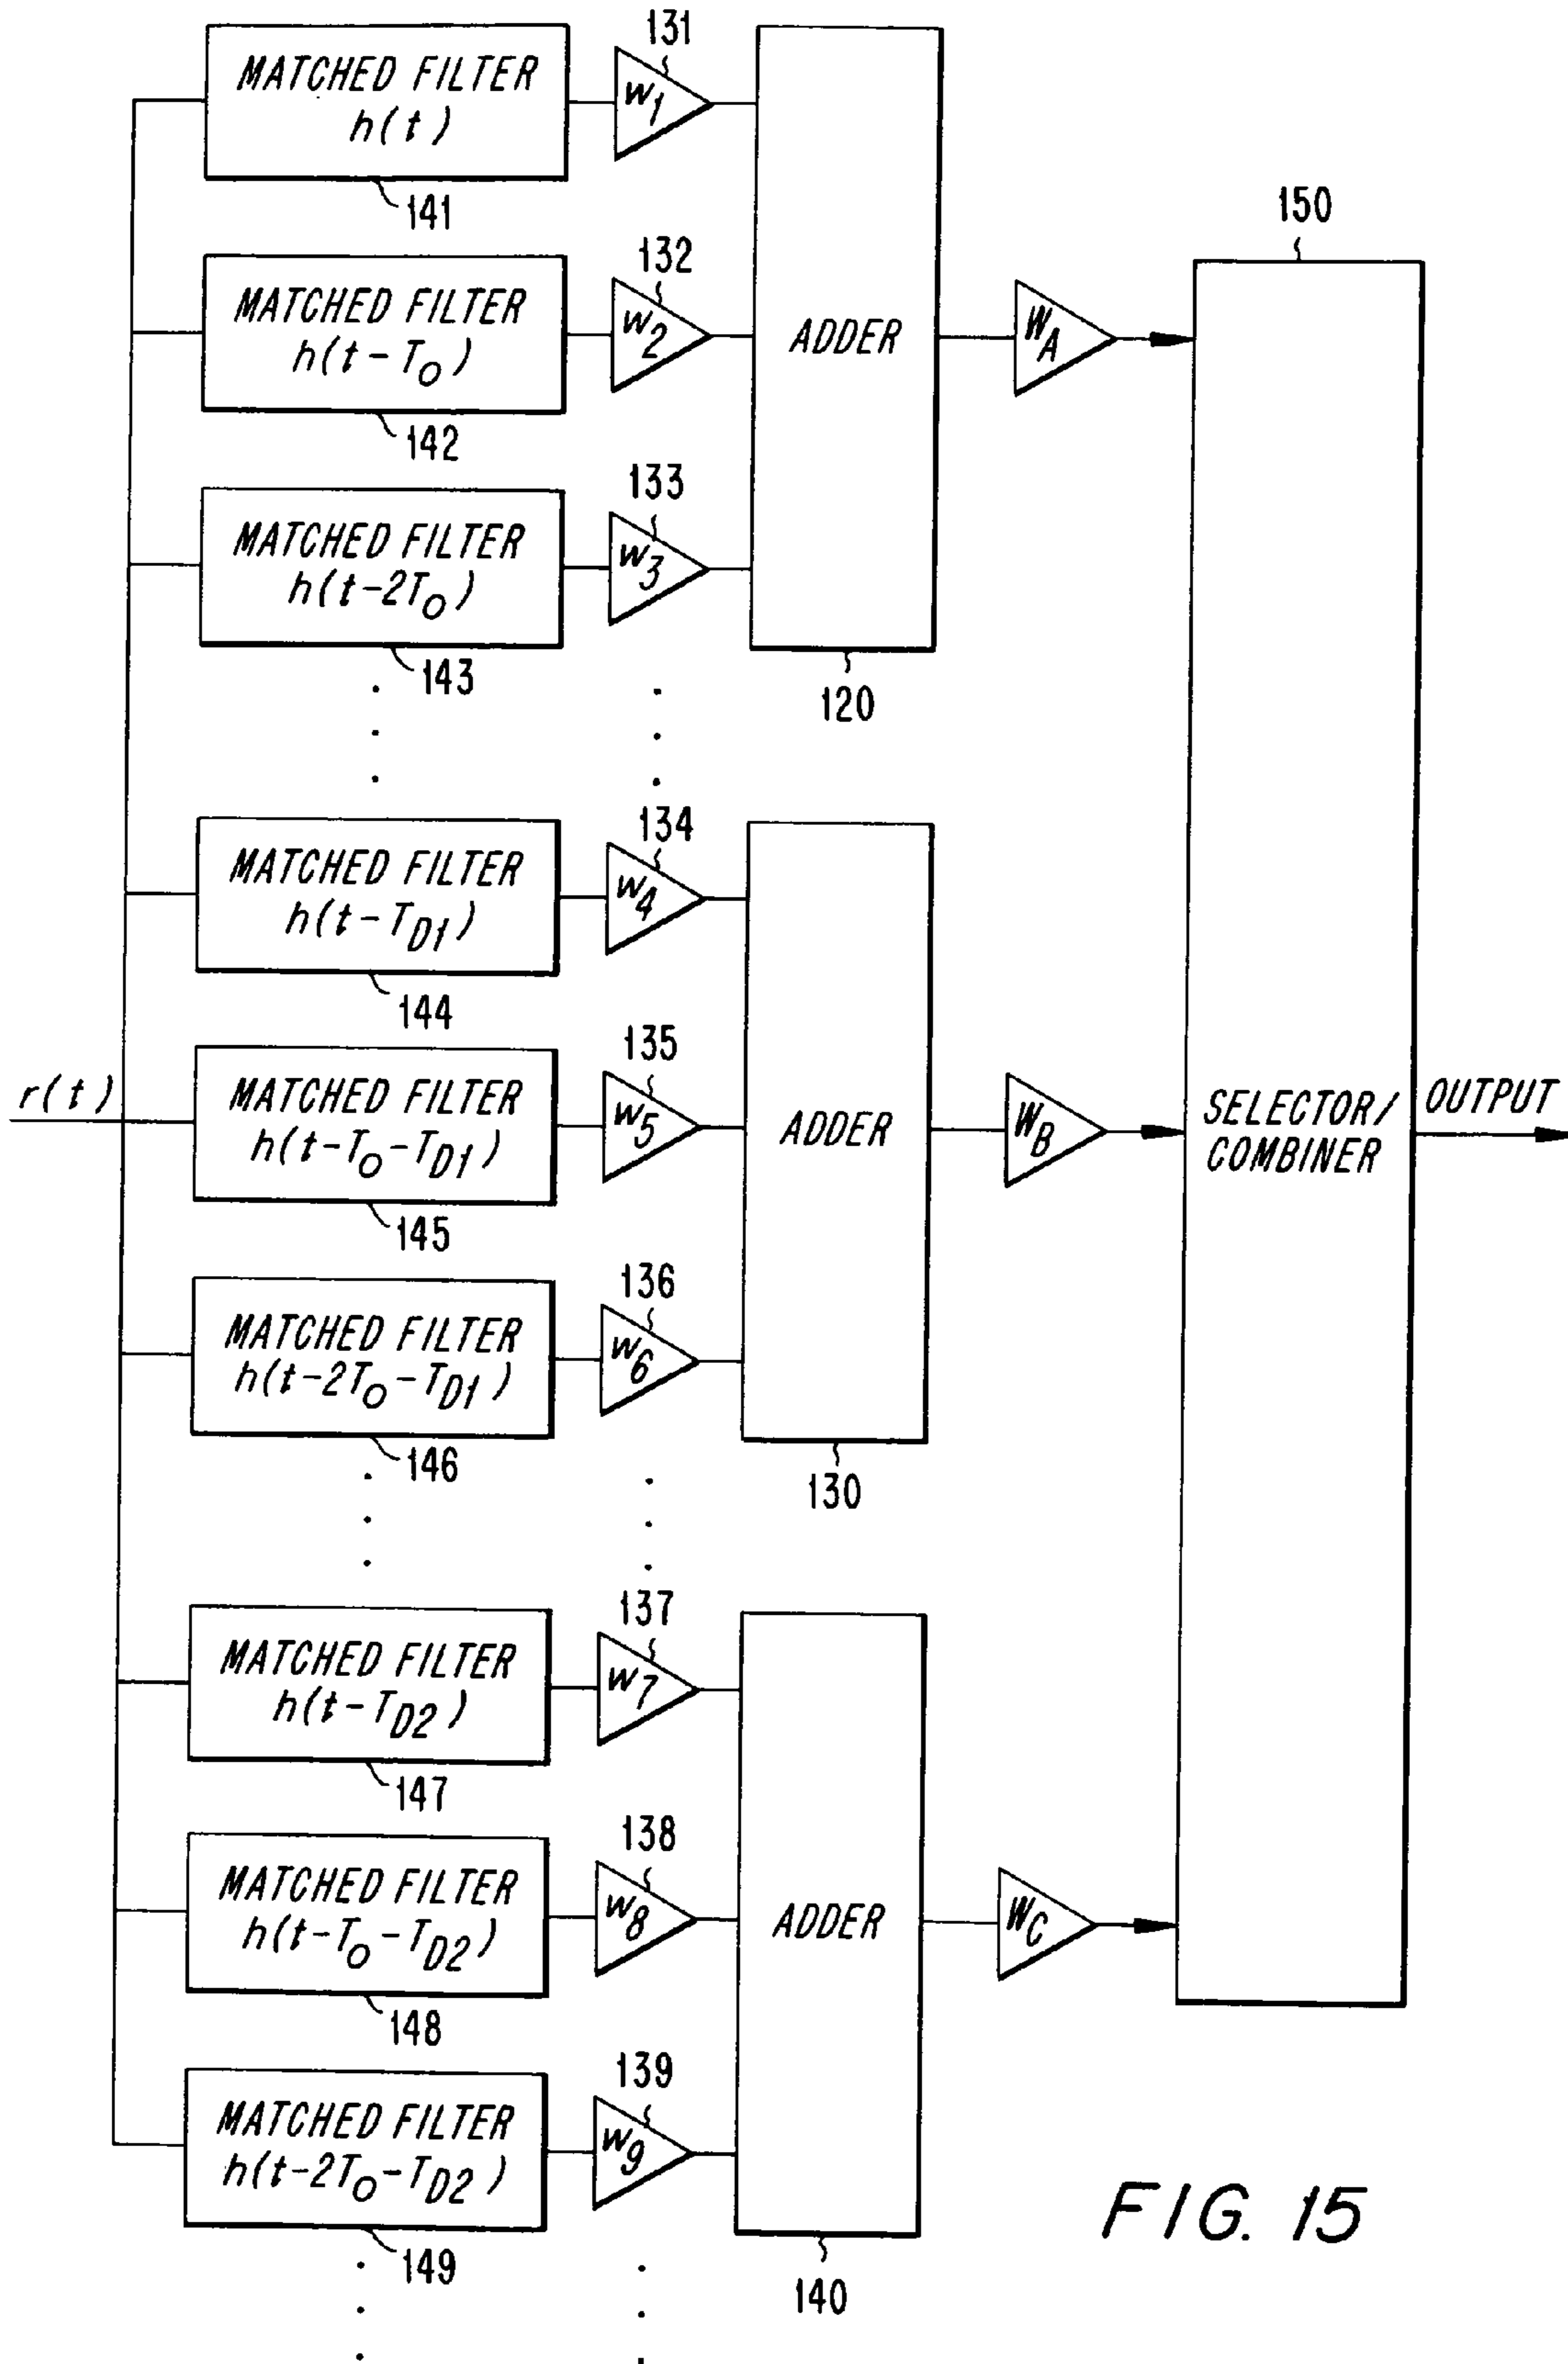 131
MATCHED FILTER
h(t)
W1
141
150
132
MATCHED FILTER
h(t-TO)
W2
ADDER
WA
142
133
MATCHED FILTER
h(t-2TO)
W3
143
120
134
MATCHED FILTER
h(t-TD1)
W4
144
135
r(t)
MATCHED FILTER
h(t-TO-TD1)
W5
ADDER
WB
SELECTOR/
COMBINER
OUTPUT
145
136
MATCHED FILTER
h(t-2TO-TD1)
W6
146
130
137
MATCHED FILTER
h(t-TD2)
W7
147
138
MATCHED FILTER
h(t-TO-TD2)
W8
ADDER
WC
148
139
MATCHED FILTER
h(t-2TO-TD2)
W9
149
140
FIG. 15